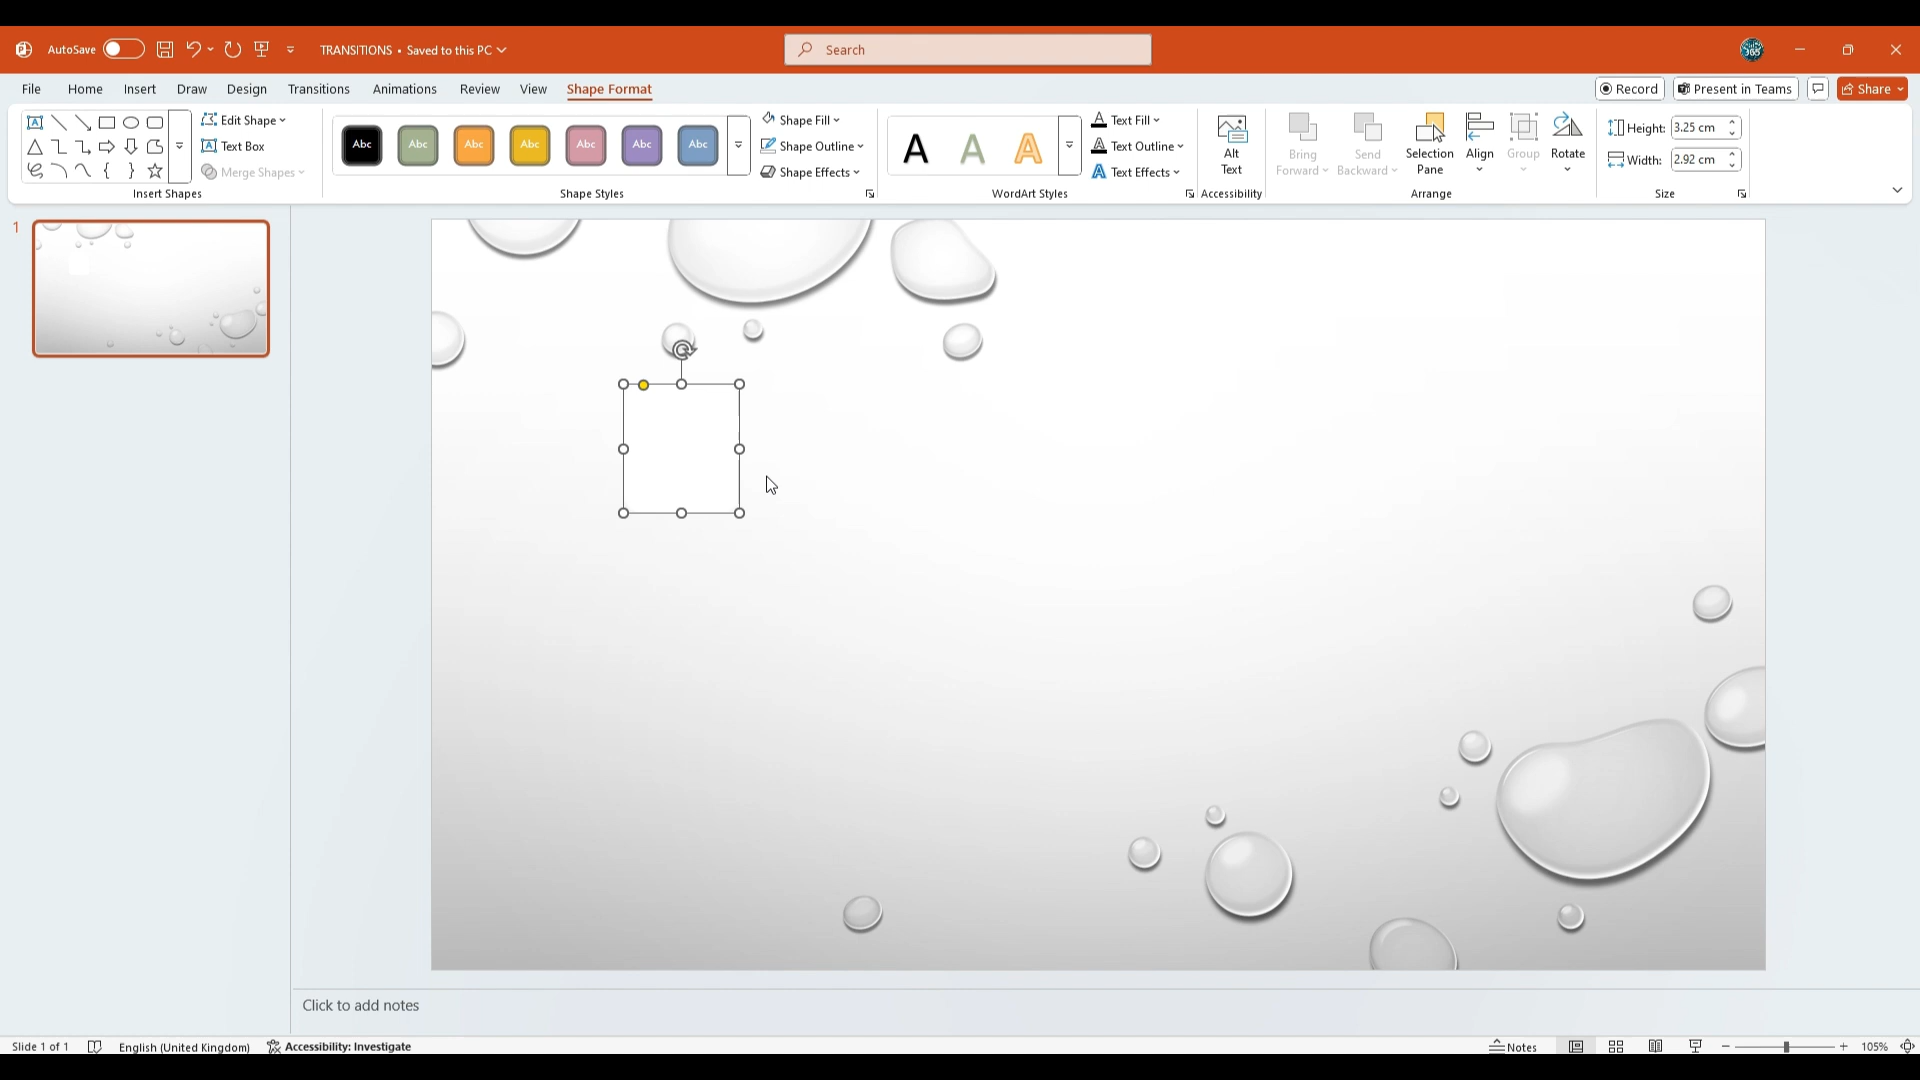 AutoSave TRANSITIONS • Saved to this PC Search
File Home Insert Draw Design Transitions Animations Review View Shape Format Record Present in Teams Share
Edit Shape
Text Box
Merge Shapes
Insert Shapes
Abc Abc Abc Abc Abc Abc Abc
Shape Fill
Shape Outline
Shape Effects
Shape Styles
A A A
Text Fill
Text Outline
Text Effects
WordArt Styles
Alt
Text
Accessibility
Bring
Forward
Send
Backward
Selection
Pane
Align
Group
Rotate
Arrange
Height: 3.25 cm
Width: 2.92 cm
Size
1
Click to add notes
Slide 1 of 1 English (United Kingdom) Accessibility: Investigate Notes 105%